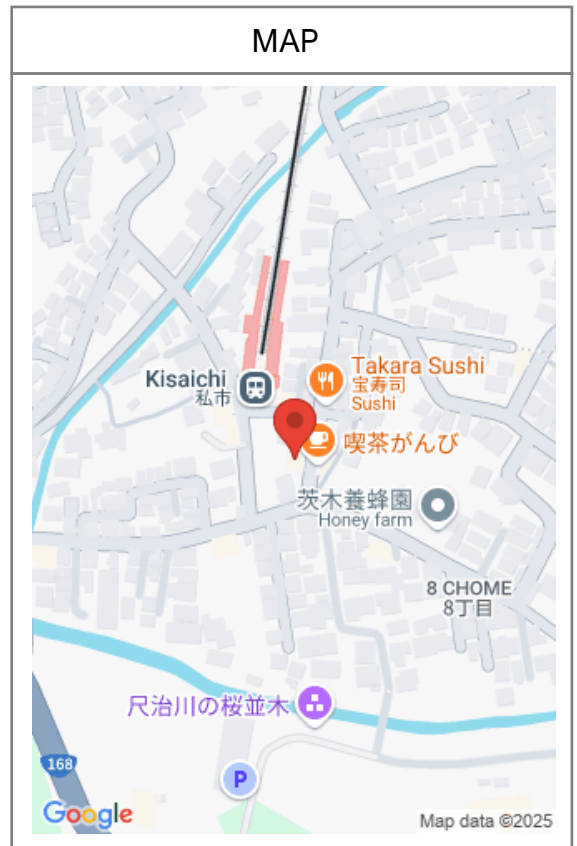 MAP
Kisaichi
私市
Takara Sushi
宝寿司
Sushi
喫茶がんび
茨木養蜂園
Honey farm
8 CHOME
8丁目
尺治川の桜並木
168
P
Google
Map data ©2025